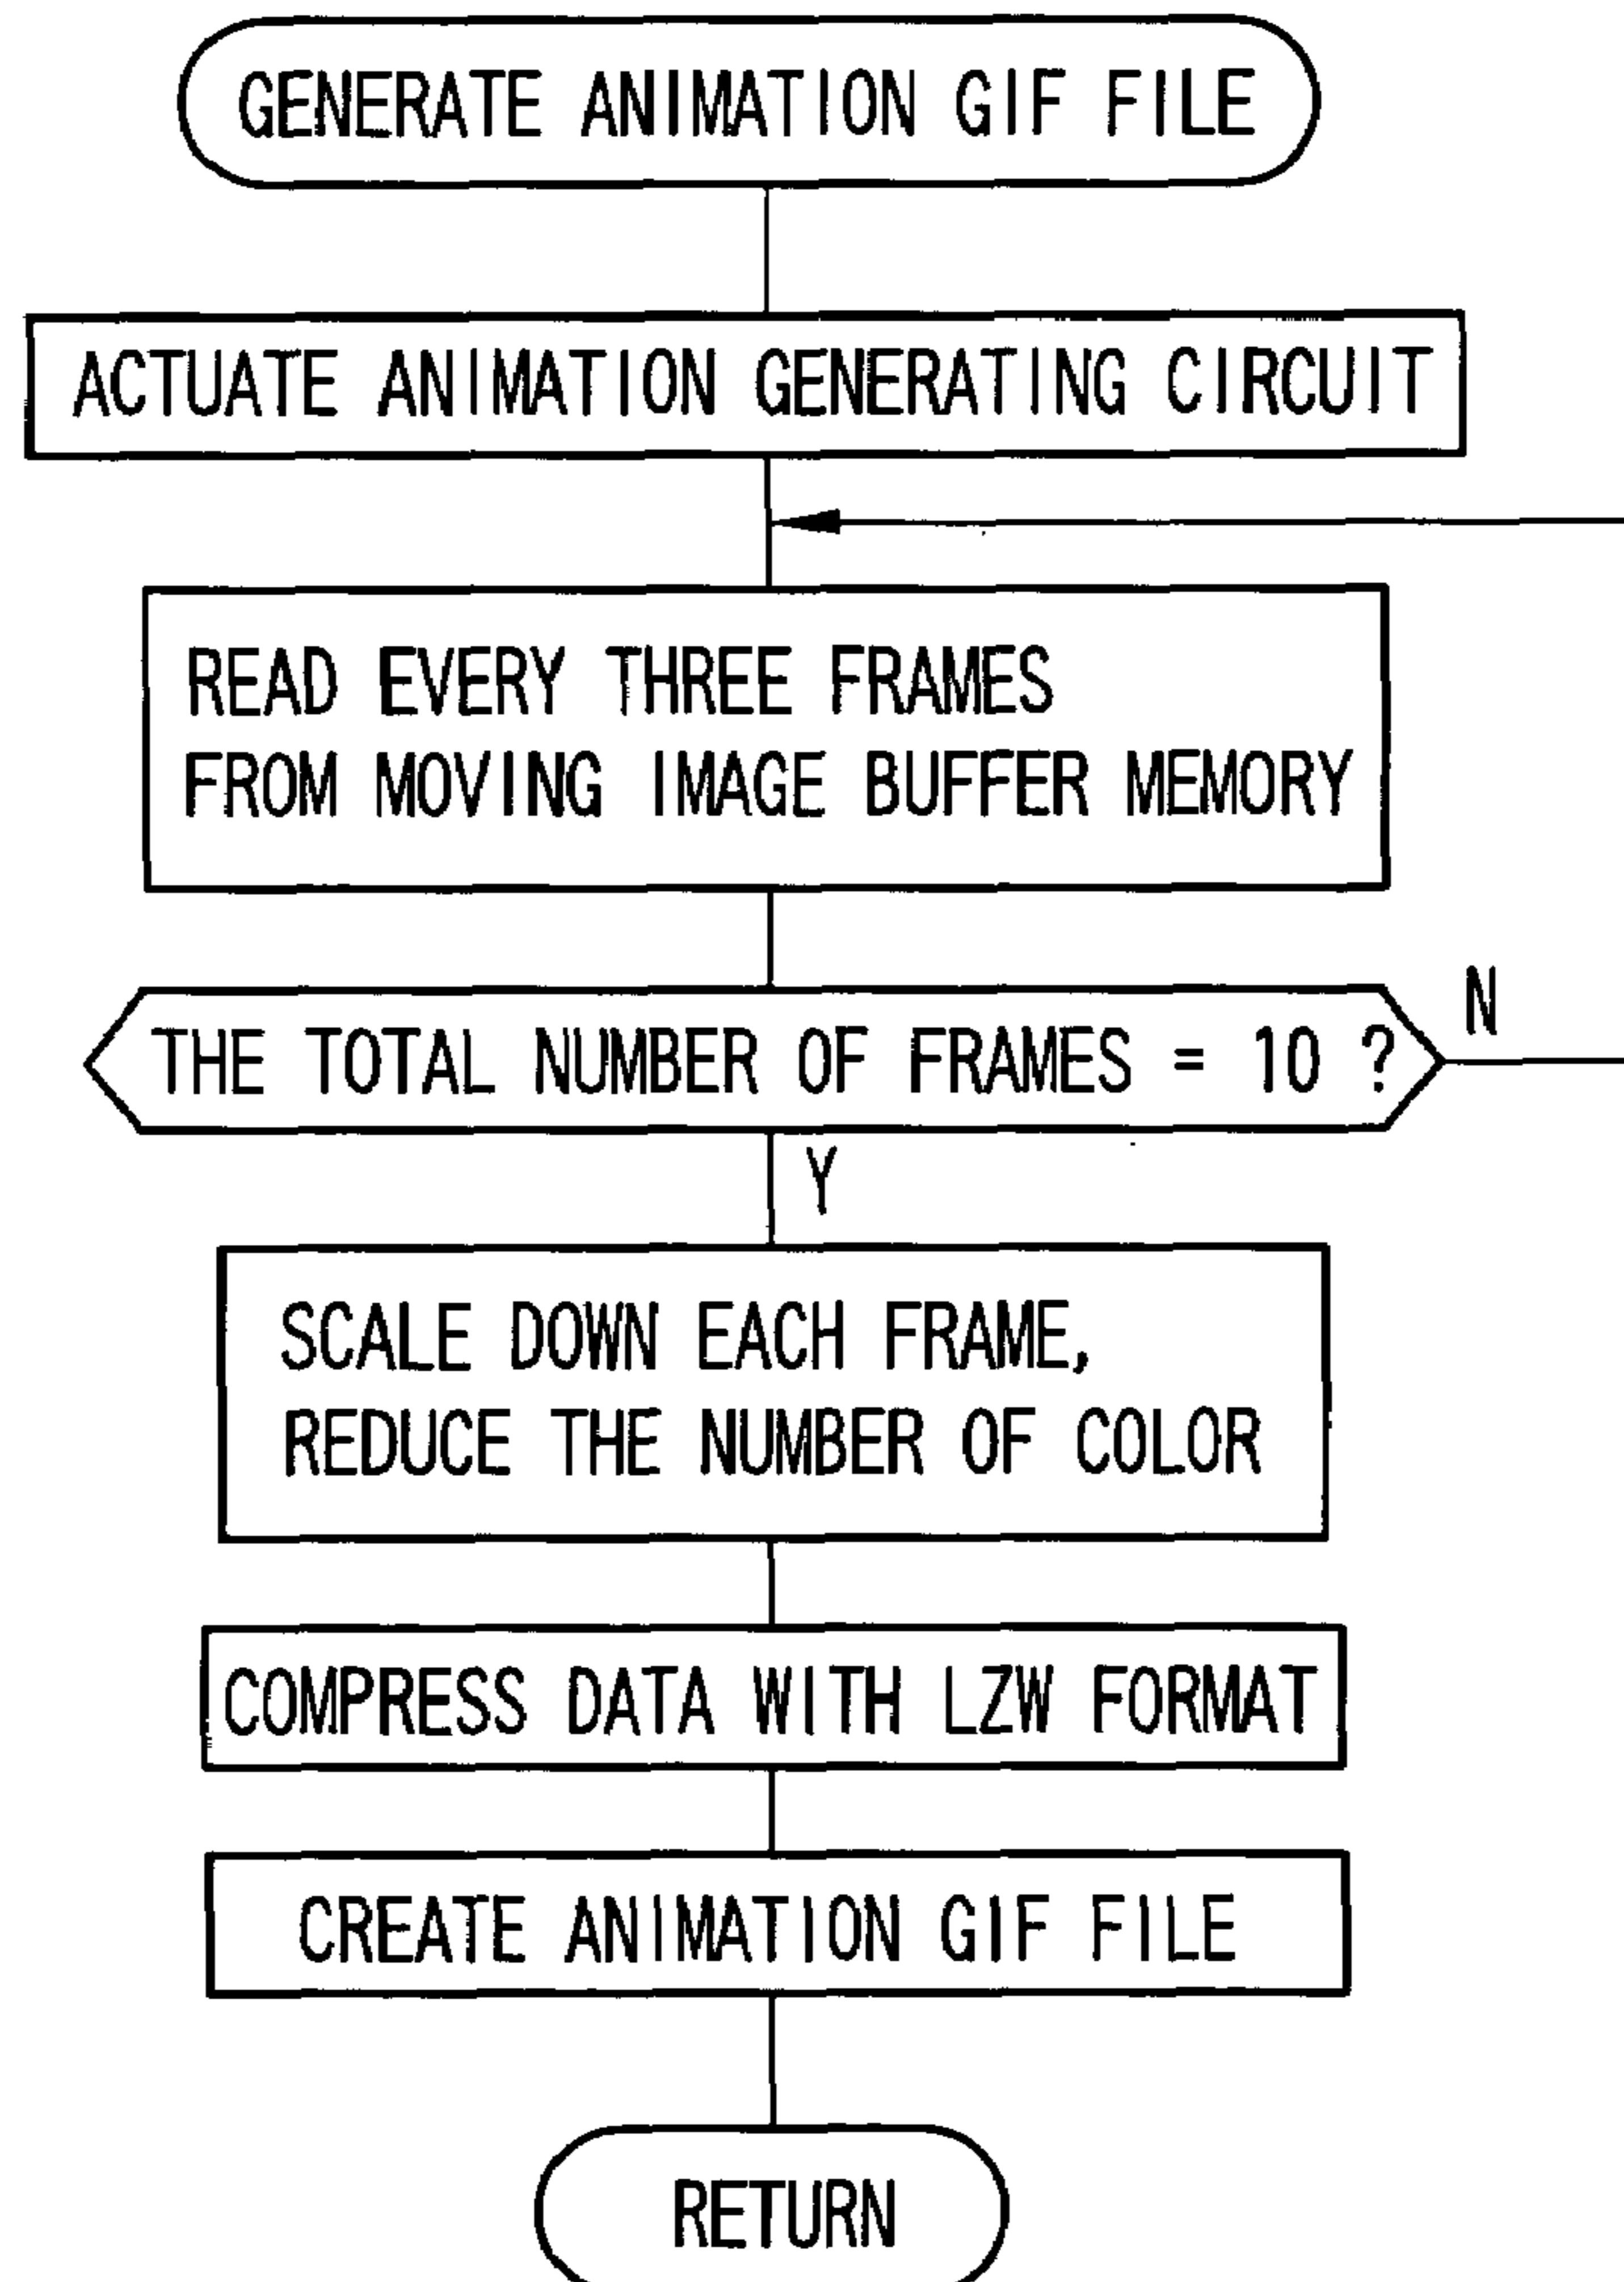 GENERATE ANIMATION GIF FILE
ACTUATE ANIMATION GENERATING CIRCUIT
READ EVERY THREE FRAMES
FROM MOVING IMAGE BUFFER MEMORY
THE TOTAL NUMBER OF FRAMES = 10 ?
N
Y
SCALE DOWN EACH FRAME,
REDUCE THE NUMBER OF COLOR
COMPRESS DATA WITH LZW FORMAT
CREATE ANIMATION GIF FILE
RETURN